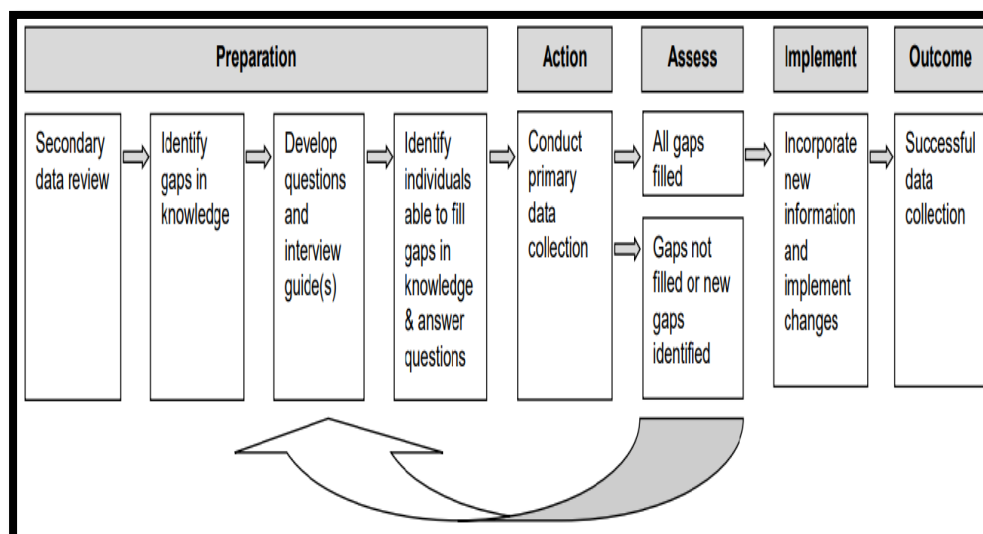 Preparation
Action
Assess
Implement
Outcome
Secondary
data review
Identify
gaps in
knowledge
Develop
questions
and
interview
guide(s)
Identify
individuals
able to fill
gaps in
knowledge
& answer
questions
Conduct
primary
data
collection
All gaps
filled
Gaps not
filled or new
gaps
identified
Incorporate
new
information
and
implement
changes
Successful
data
collection